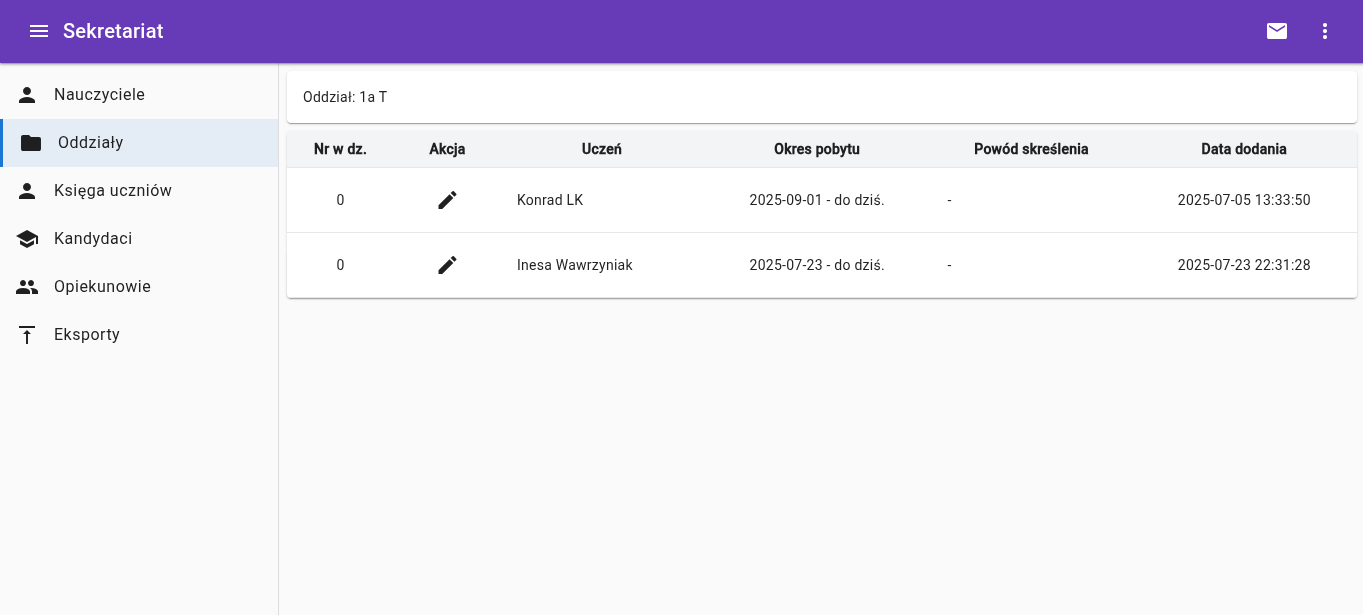 Sekretariat
Nauczyciele
Oddziały
Księga uczniów
Kandydaci
Opiekunowie
Eksporty
Oddział: 1a T
Nr w dz. Akcja Uczeń Okres pobytu Powód skreślenia Data dodania
0 Konrad LK 2025-09-01 - do dziś. - 2025-07-05 13:33:50
0 Inesa Wawrzyniak 2025-07-23 - do dziś. - 2025-07-23 22:31:28